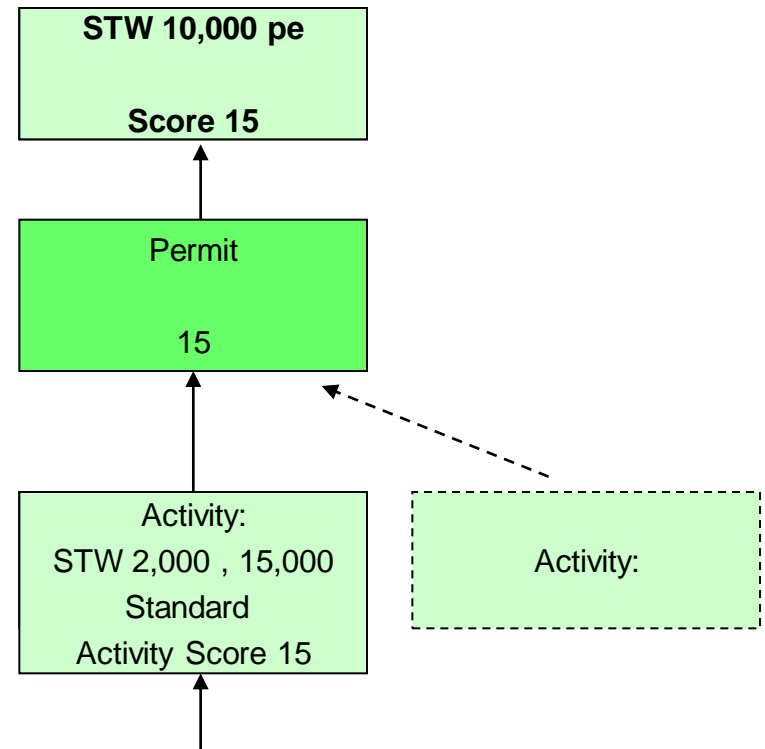 STW 10,000 pe
Score 15
Permit
15
Activity:
STW 2,000 , 15,000
Standard
Activity Score 15
Activity: